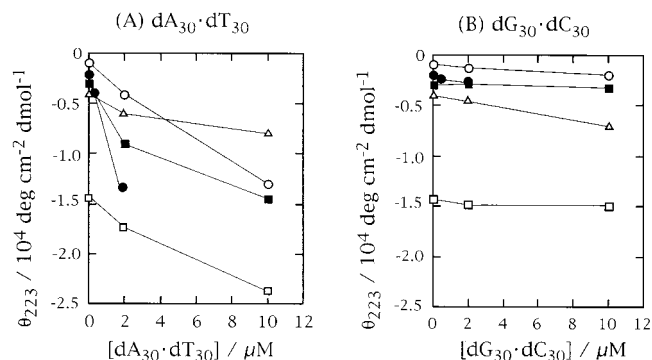 (A) dA30·dT30
0
-0.5
-1.0
-1.5
-2.0
-2.5
θ223 / 10⁴ deg cm⁻² dmol⁻¹
0 2 4 6 8 10 12
[dA30·dT30] / μM
(B) dG30·dC30
0
-0.5
-1.0
-1.5
-2.0
-2.5
θ223 / 10⁴ deg cm⁻² dmol⁻¹
0 2 4 6 8 10 12
[dG30·dC30] / μM